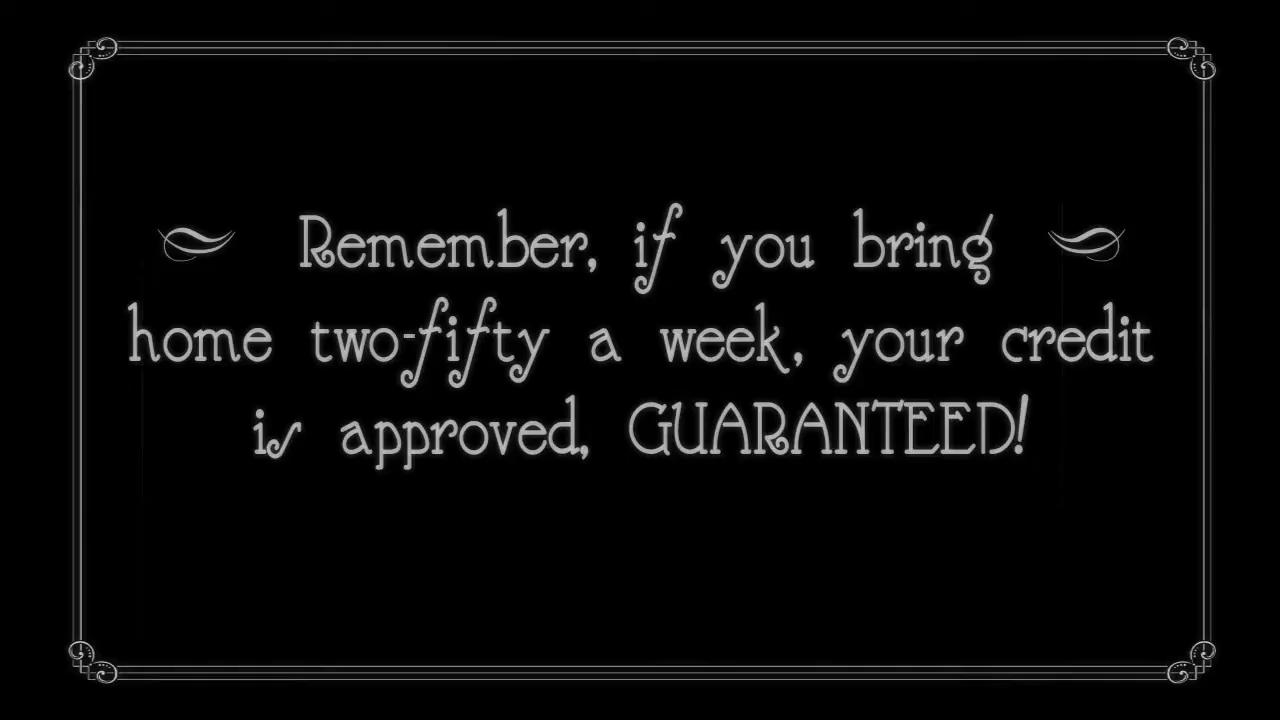 Remember, if you bring
home two-fifty a week, your credit
is approved, GUARANTEED!